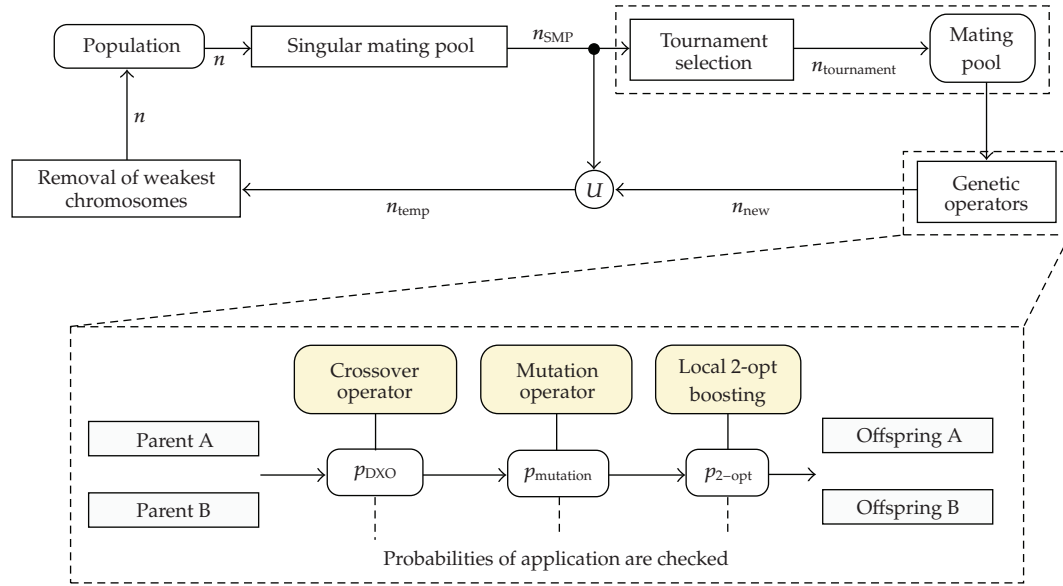 Population
n
Singular mating pool
n_SMP
Tournament
selection
n_tournament
Mating
pool
n
Removal of weakest
chromosomes
n_temp
U
n_new
Genetic
operators
Crossover
operator
Mutation
operator
Local 2-opt
boosting
Parent A
Parent B
p_DXO
p_mutation
p_2−opt
Offspring A
Offspring B
Probabilities of application are checked